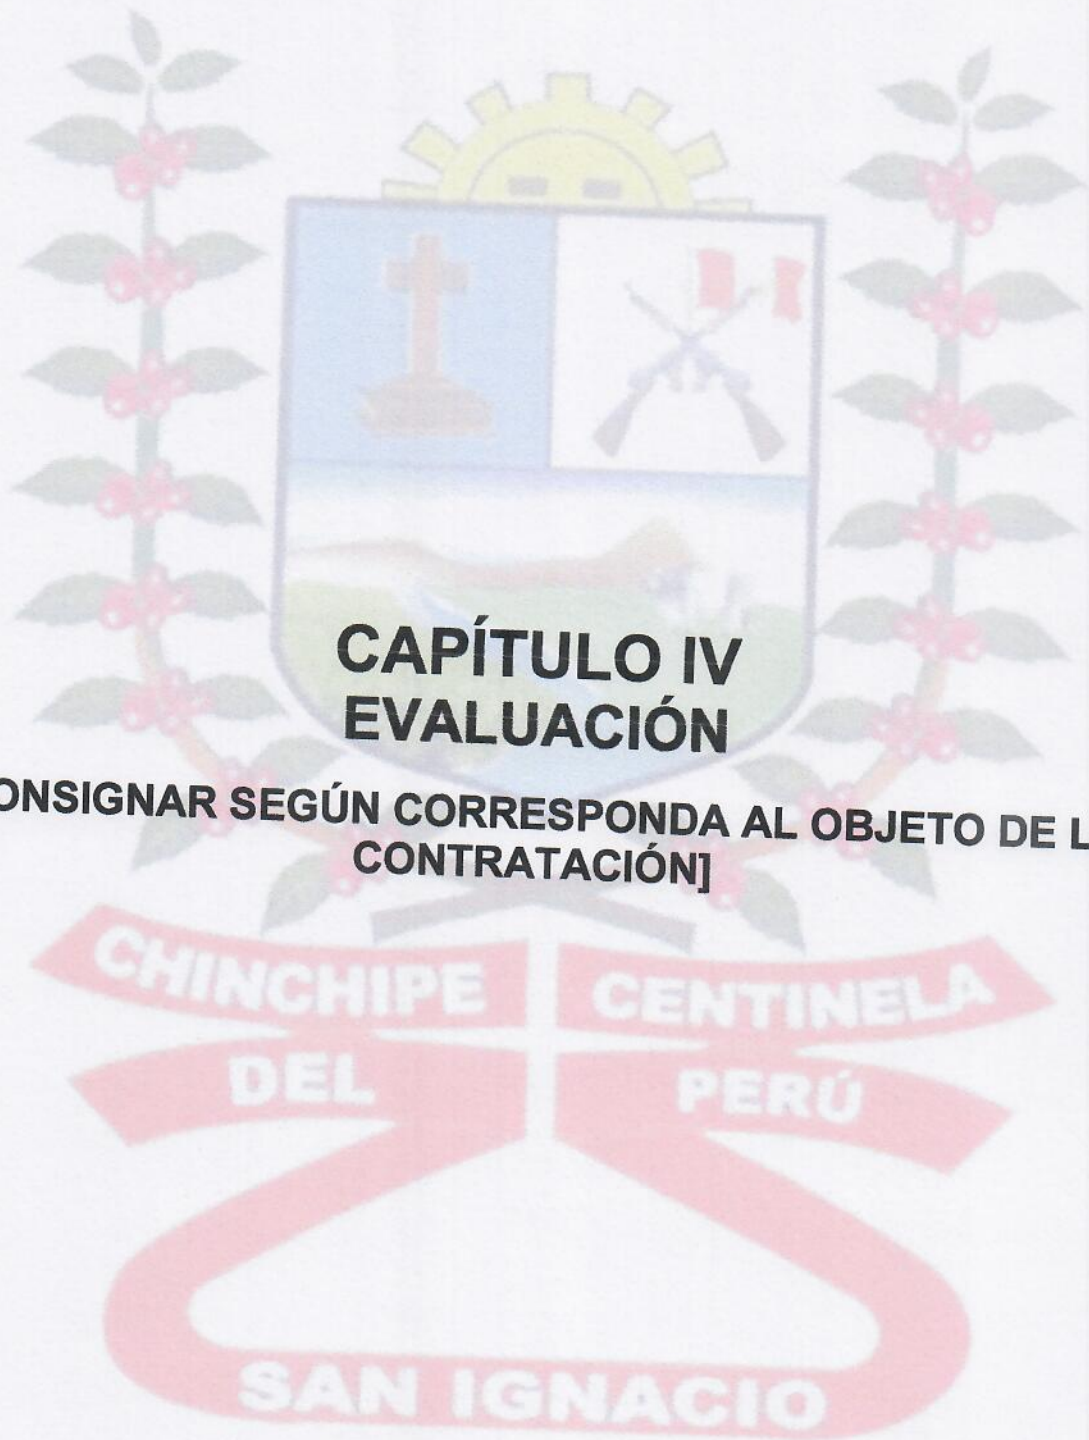 CAPÍTULO IV
EVALUACIÓN
ONSIGNAR SEGÚN CORRESPONDA AL OBJETO DE L
CONTRATACIÓN]
CHINCHIPE CENTINELA
DEL PERÚ
SAN IGNACIO